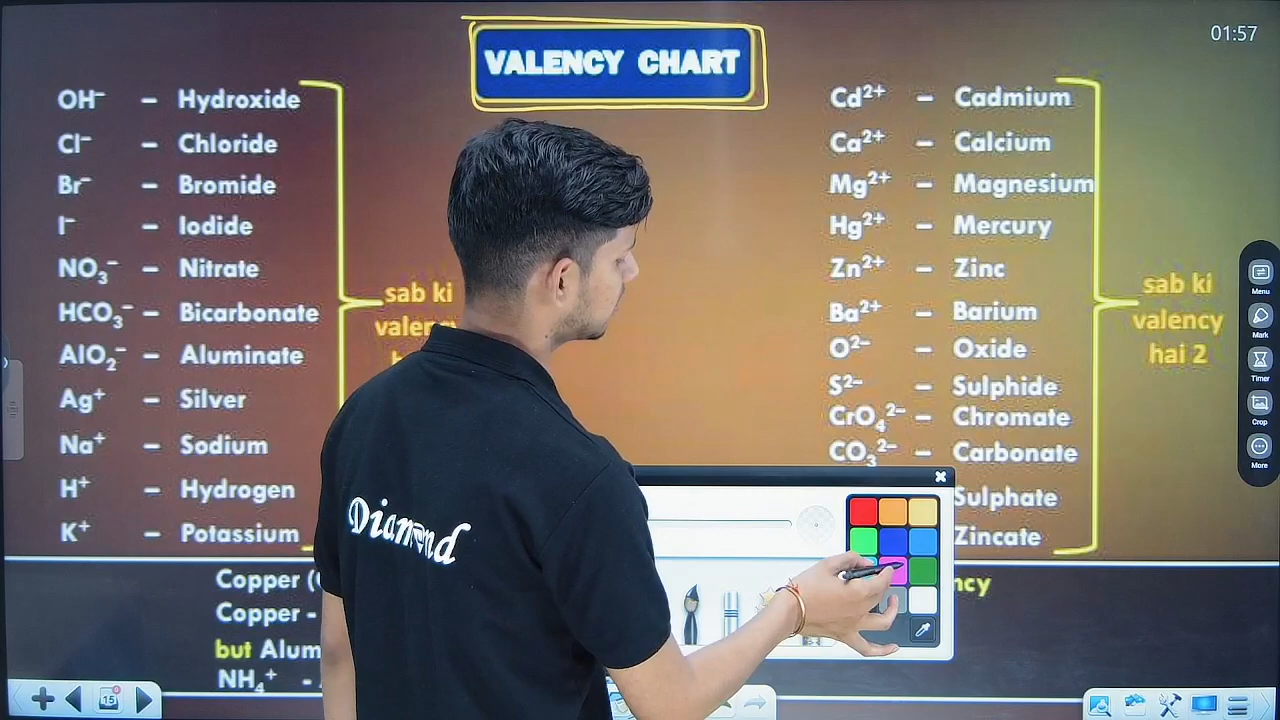 VALENCY CHART
01:57
OH⁻ – Hydroxide
Cl⁻ – Chloride
Br⁻ – Bromide
I⁻ – Iodide
NO₃⁻ – Nitrate
HCO₃⁻ – Bicarbonate
AlO₂⁻ – Aluminate
Ag⁺ – Silver
Na⁺ – Sodium
H⁺ – Hydrogen
K⁺ – Potassium
sab ki
Cd²⁺ – Cadmium
Ca²⁺ – Calcium
Mg²⁺ – Magnesium
Hg²⁺ – Mercury
Zn²⁺ – Zinc
Ba²⁺ – Barium
O²⁻ – Oxide
S²⁻ – Sulphide
CrO₄²⁻ – Chromate
CO₃²⁻ – Carbonate
Sulphate
Zincate
sab ki
valency
hai 2
Copper (
Copper -
but Alum
NH₄⁺ -
Diamond
Menu
Mark
Timer
Crop
More
15